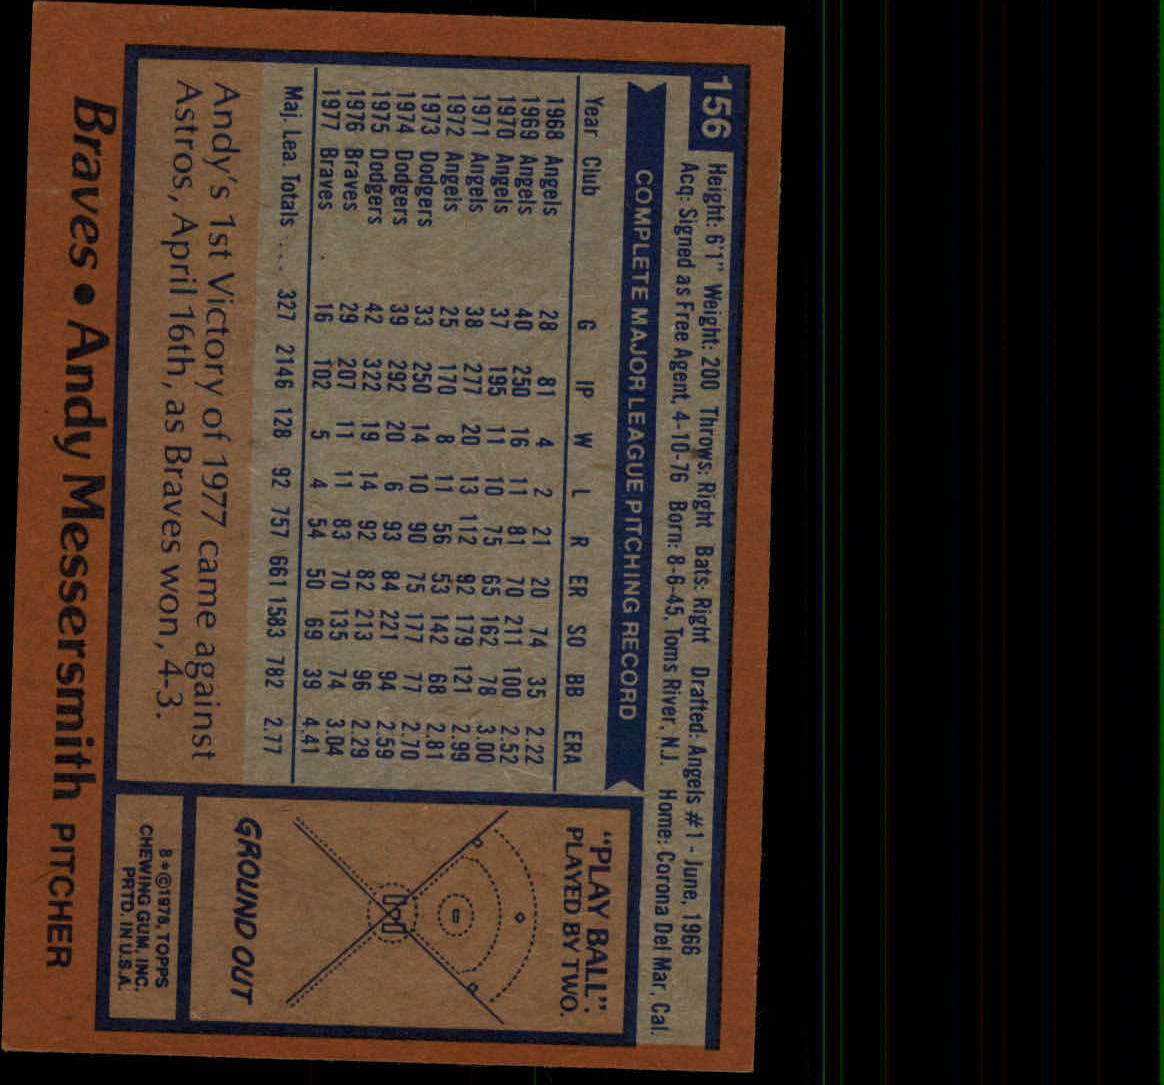 156
Height: 6'1" Weight: 200 Throws: Right Bats: Right Drafted: Angels #1 - June, 1966
Acq: Signed as Free Agent, 4-10-76 Born: 8-6-45, Toms River, N.J. Home: Corona Del Mar, Cal.
COMPLETE MAJOR LEAGUE PITCHING RECORD
Year Club G IP W L R ER SO BB ERA
1968 Angels 28 81 4 2 21 20 74 35 2.22
1969 Angels 40 250 16 11 81 70 211 100 2.52
1970 Angels 37 195 11 10 75 65 162 78 3.00
1971 Angels 38 277 20 13 112 92 179 121 2.99
1972 Angels 25 170 8 11 56 53 142 68 2.81
1973 Dodgers 33 250 14 10 90 75 177 77 2.70
1974 Dodgers 39 292 20 6 93 84 221 94 2.59
1975 Dodgers 42 322 19 14 92 82 213 96 2.29
1976 Braves 29 207 11 11 83 70 135 74 3.04
1977 Braves 16 102 5 4 54 50 69 39 4.41
Maj. Lea. Totals ... 327 2146 128 92 757 661 1583 782 2.77
Andy's 1st Victory of 1977 came against
Astros, April 16th, as Braves won, 4-3.
"PLAY BALL"
PLAYED BY TWO.
GROUND OUT
B*©1978, TOPPS
CHEWING GUM, INC.
PRTD. IN U.S.A.
Braves • Andy Messersmith PITCHER